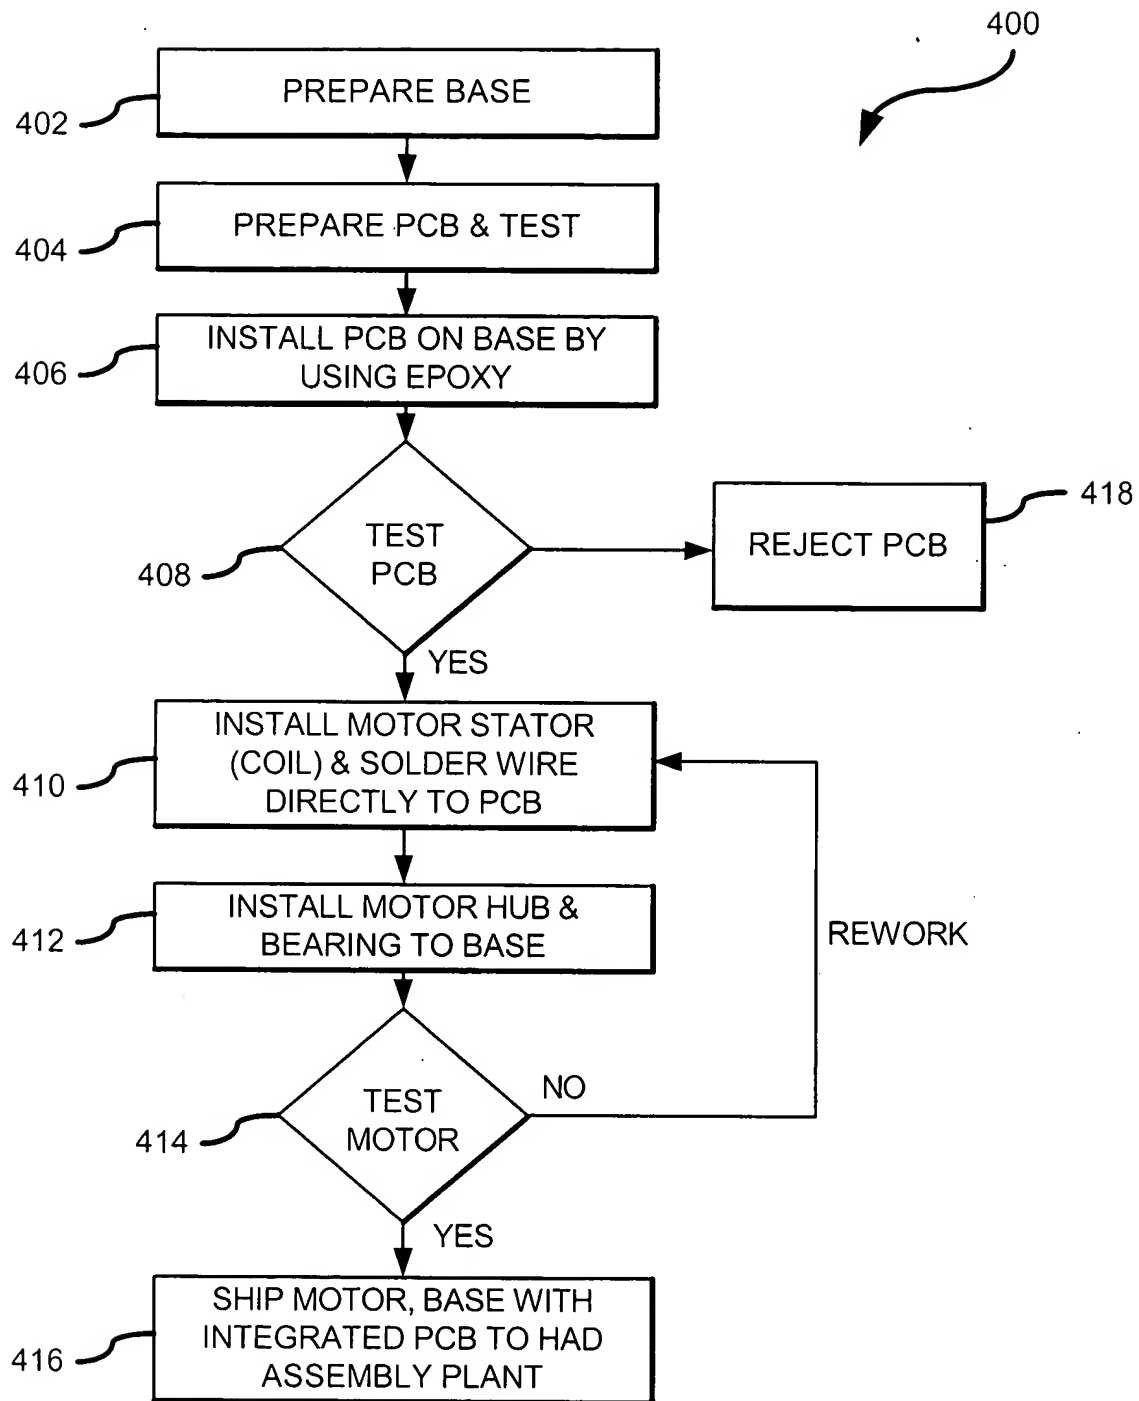 400
PREPARE BASE
402
PREPARE PCB & TEST
404
INSTALL PCB ON BASE BY
USING EPOXY
406
TEST
PCB
408
REJECT PCB
418
YES
INSTALL MOTOR STATOR
(COIL) & SOLDER WIRE
DIRECTLY TO PCB
410
INSTALL MOTOR HUB &
BEARING TO BASE
412
REWORK
TEST
MOTOR
414
NO
YES
SHIP MOTOR, BASE WITH
INTEGRATED PCB TO HAD
ASSEMBLY PLANT
416